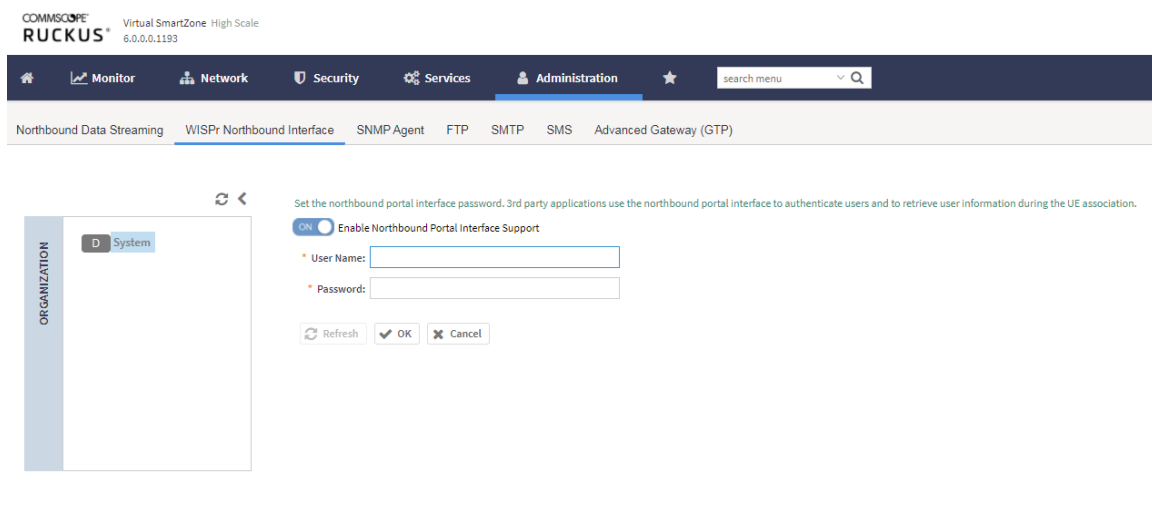 COMMSCOPE®
RUCKUS®
Virtual SmartZone High Scale
6.0.0.0.1193
Monitor Network Security Services Administration search menu
Northbound Data Streaming WISPr Northbound Interface SNMP Agent FTP SMTP SMS Advanced Gateway (GTP)
ORGANIZATION
D System
Set the northbound portal interface password. 3rd party applications use the northbound portal interface to authenticate users and to retrieve user information during the UE association.
ON Enable Northbound Portal Interface Support
* User Name:
* Password:
Refresh OK Cancel